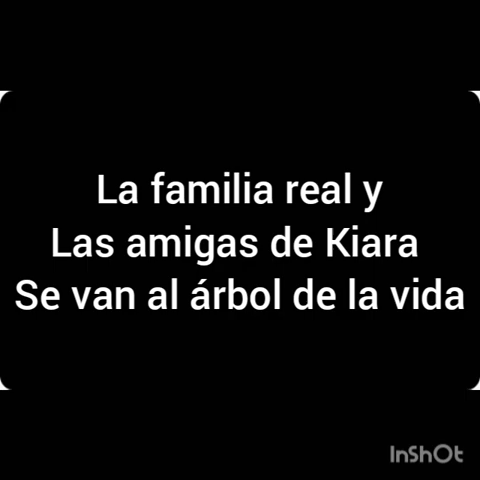 La familia real y
Las amigas de Kiara
Se van al árbol de la vida
InShOt